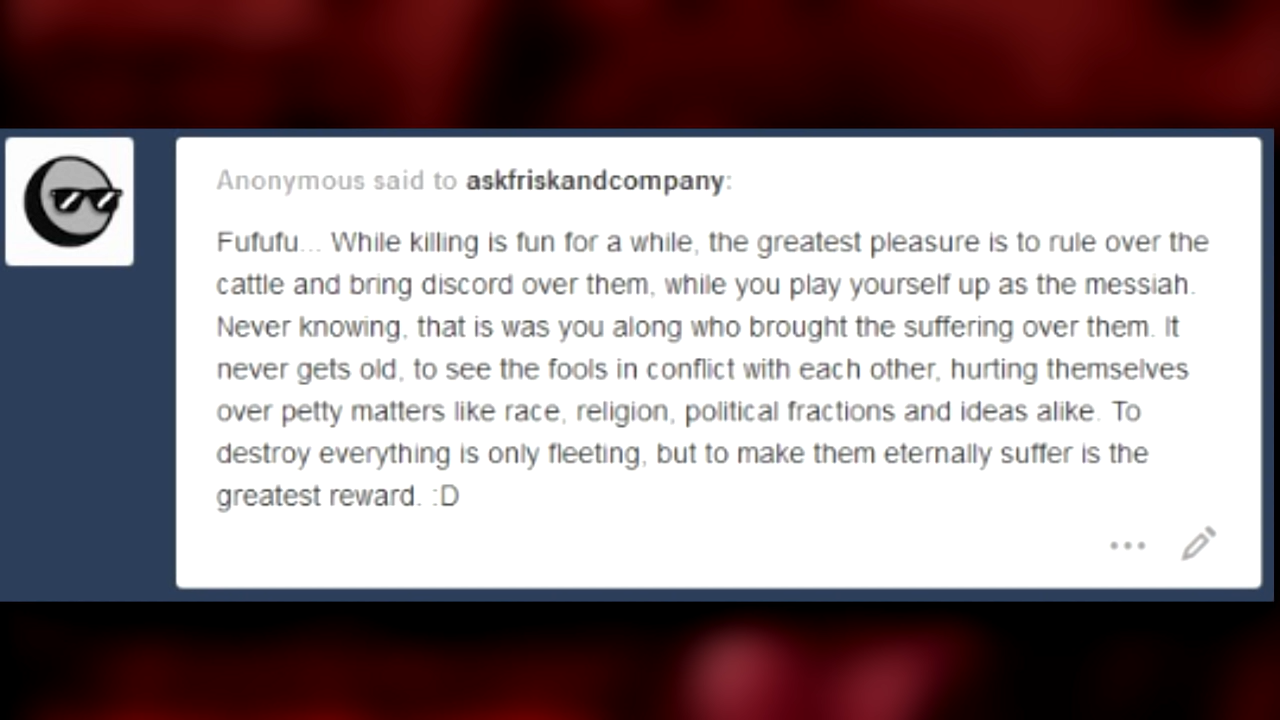 Anonymous said to askfriskandcompany:
Fufufu... While killing is fun for a while, the greatest pleasure is to rule over the
cattle and bring discord over them, while you play yourself up as the messiah.
Never knowing, that is was you along who brought the suffering over them. It
never gets old, to see the fools in conflict with each other, hurting themselves
over petty matters like race, religion, political fractions and ideas alike. To
destroy everything is only fleeting, but to make them eternally suffer is the
greatest reward. :D